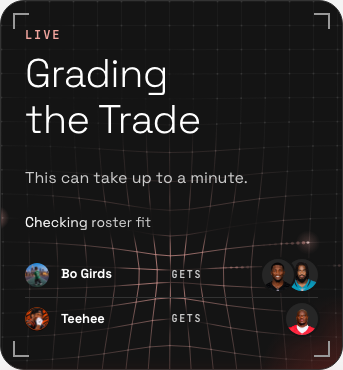 LIVE
Grading
the Trade
This can take up to a minute.
Checking roster fit
Bo Girds GETS
Teehee GETS